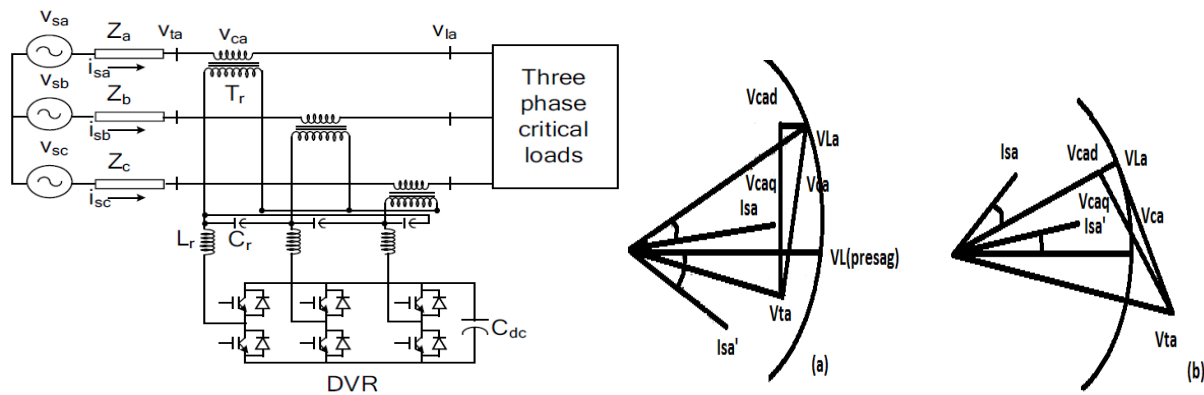 vsa
Za
vta
vca
vla
isa
Tr
vsb
Zb
isb
vsc
Zc
isc
Three
phase
critical
loads
Lr
Cr
Cdc
DVR
Vcad
VLa
Vcaq
Vca
Isa
VL(presag)
Vta
Isa'
(a)
Isa
Vcad
VLa
Vcaq
Isa'
Vca
Vta
(b)